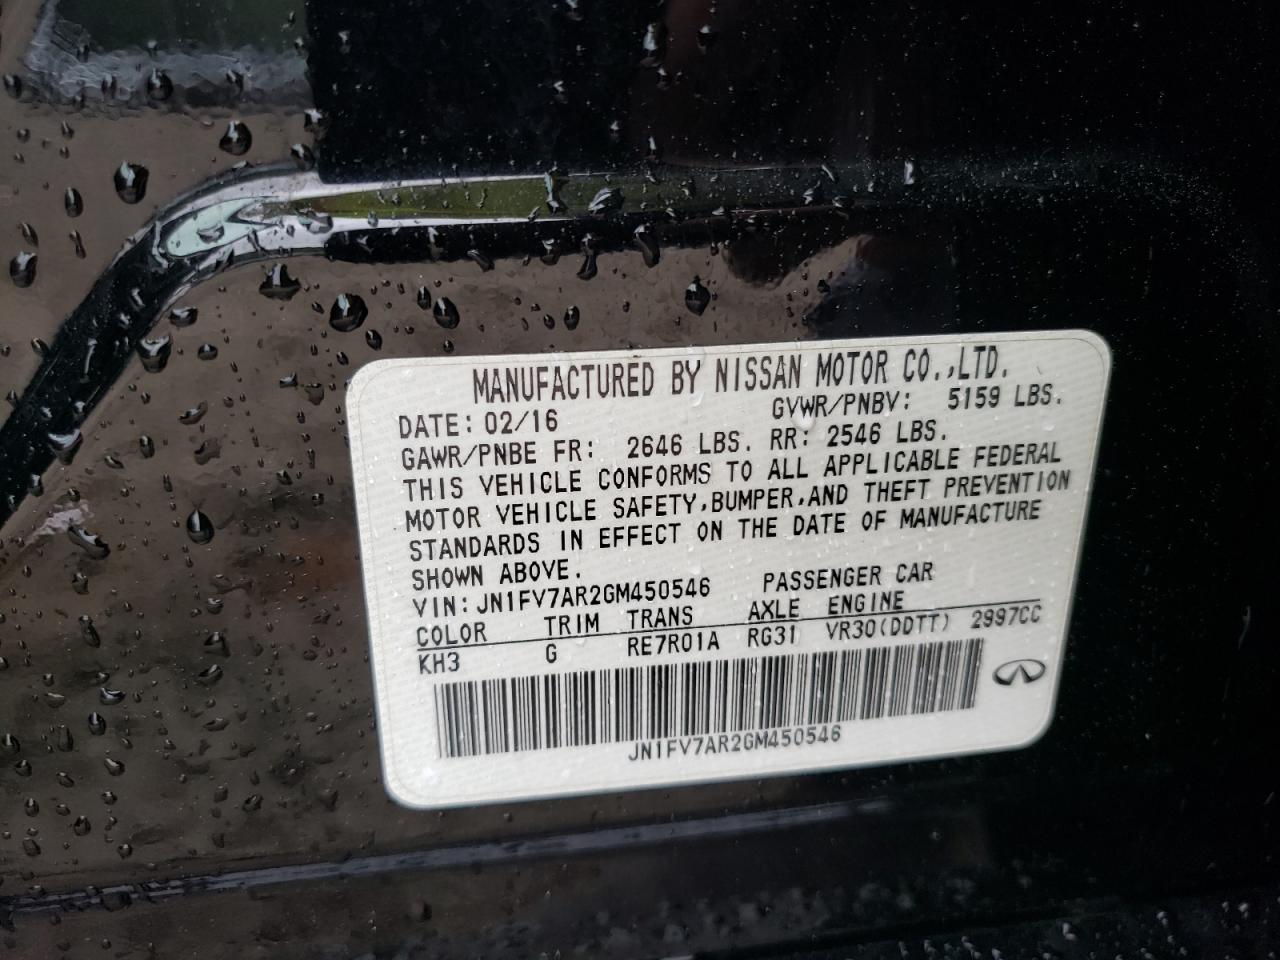 MANUFACTURED BY NISSAN MOTOR CO.,LTD.
DATE: 02/16 GVWR/PNBV: 5159 LBS.
GAWR/PNBE FR: 2646 LBS. RR: 2546 LBS.
THIS VEHICLE CONFORMS TO ALL APPLICABLE FEDERAL
MOTOR VEHICLE SAFETY,BUMPER,AND THEFT PREVENTION
STANDARDS IN EFFECT ON THE DATE OF MANUFACTURE
SHOWN ABOVE.
VIN: JN1FV7AR2GM450546 PASSENGER CAR
COLOR TRIM TRANS AXLE ENGINE
KH3 G RE7R01A RG31 VR30(DDTT) 2997CC
JN1FV7AR2GM450546